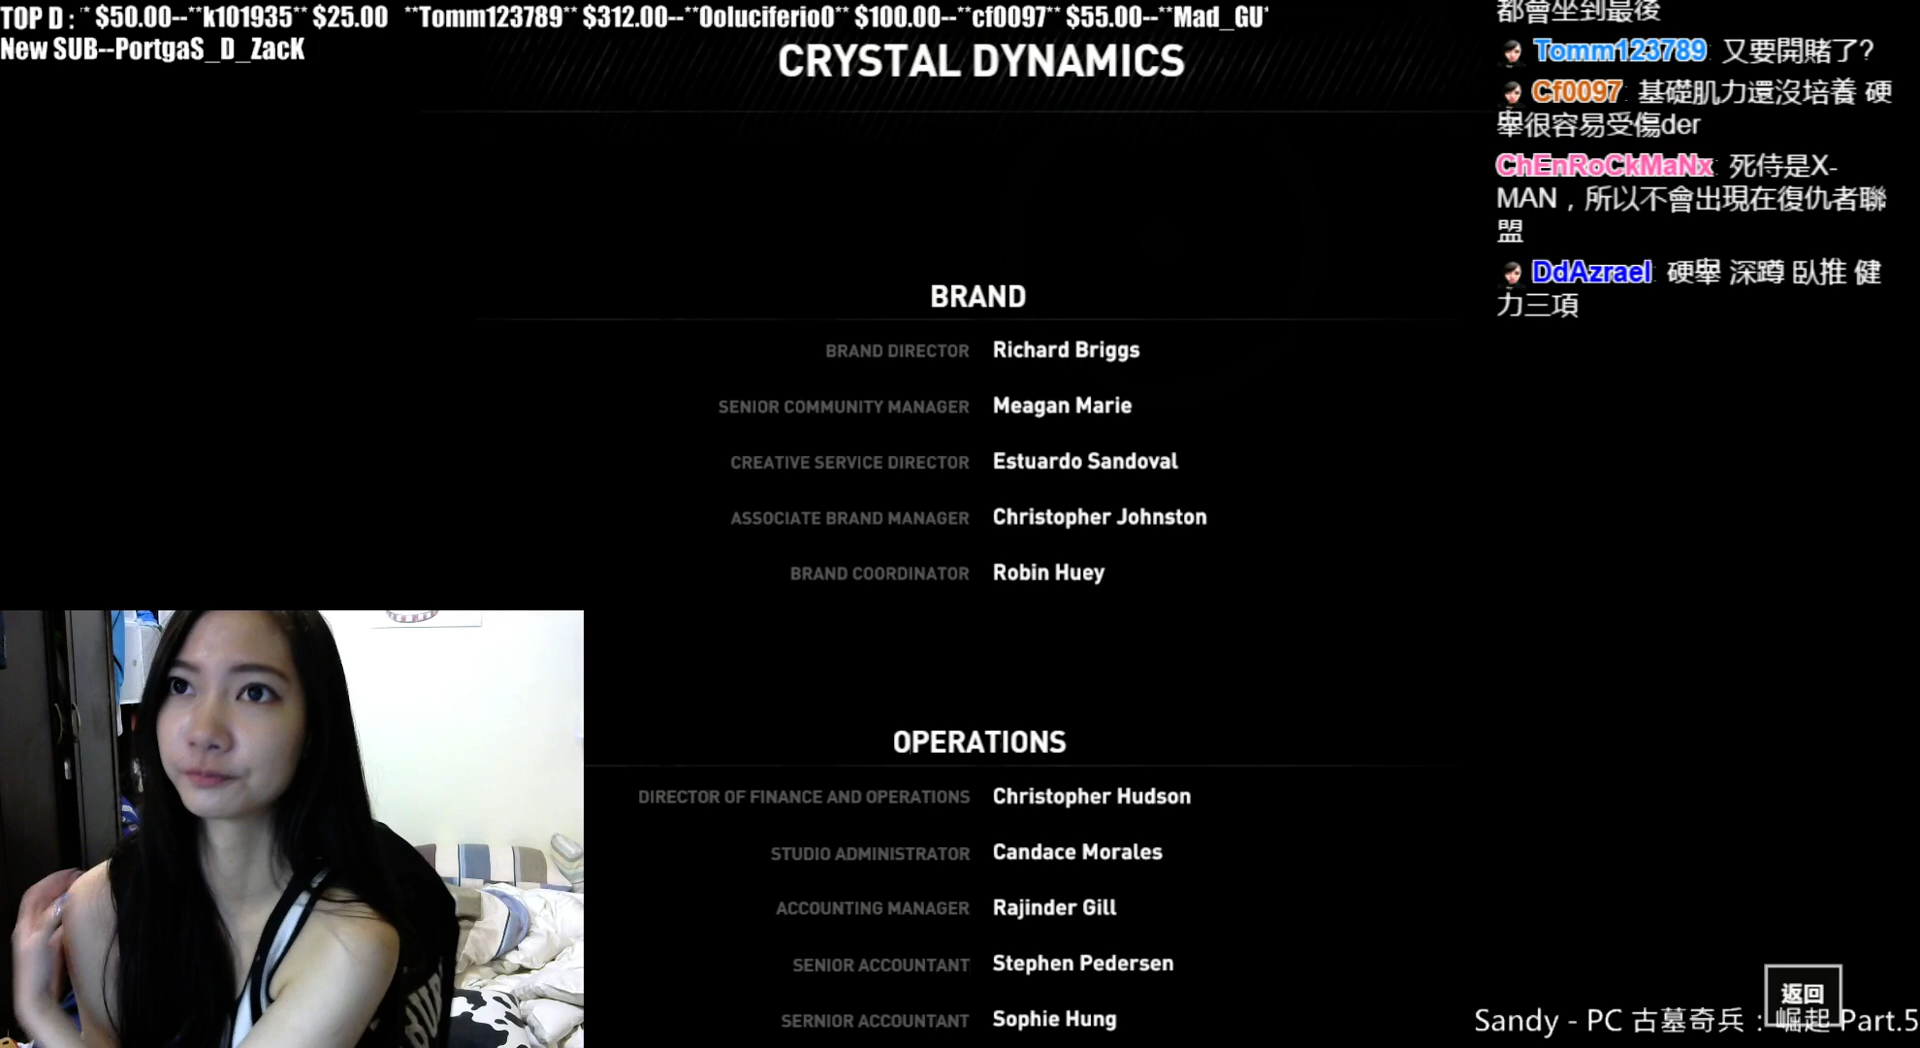 TOP D : ** $50.00--**k101935** $25.00 **Tomm123789** $312.00--**0oluciferio0** $100.00--**cf0097** $55.00--**Mad_GU*
New SUB--PortgaS_D_ZacK
CRYSTAL DYNAMICS
BRAND
BRAND DIRECTOR Richard Briggs
SENIOR COMMUNITY MANAGER Meagan Marie
CREATIVE SERVICE DIRECTOR Estuardo Sandoval
ASSOCIATE BRAND MANAGER Christopher Johnston
BRAND COORDINATOR Robin Huey
OPERATIONS
DIRECTOR OF FINANCE AND OPERATIONS Christopher Hudson
STUDIO ADMINISTRATOR Candace Morales
ACCOUNTING MANAGER Rajinder Gill
SENIOR ACCOUNTANT Stephen Pedersen
SERNIOR ACCOUNTANT Sophie Hung
都會坐到最後
Tomm123789: 又要開賭了?
Cf0097: 基礎肌力還沒培養 硬
舉很容易受傷der
ChEnRoCkMaNx: 死侍是X-
MAN，所以不會出現在復仇者聯
盟
DdAzrael: 硬舉 深蹲 臥推 健
力三項
返回
Sandy - PC 古墓奇兵：崛起 Part.5